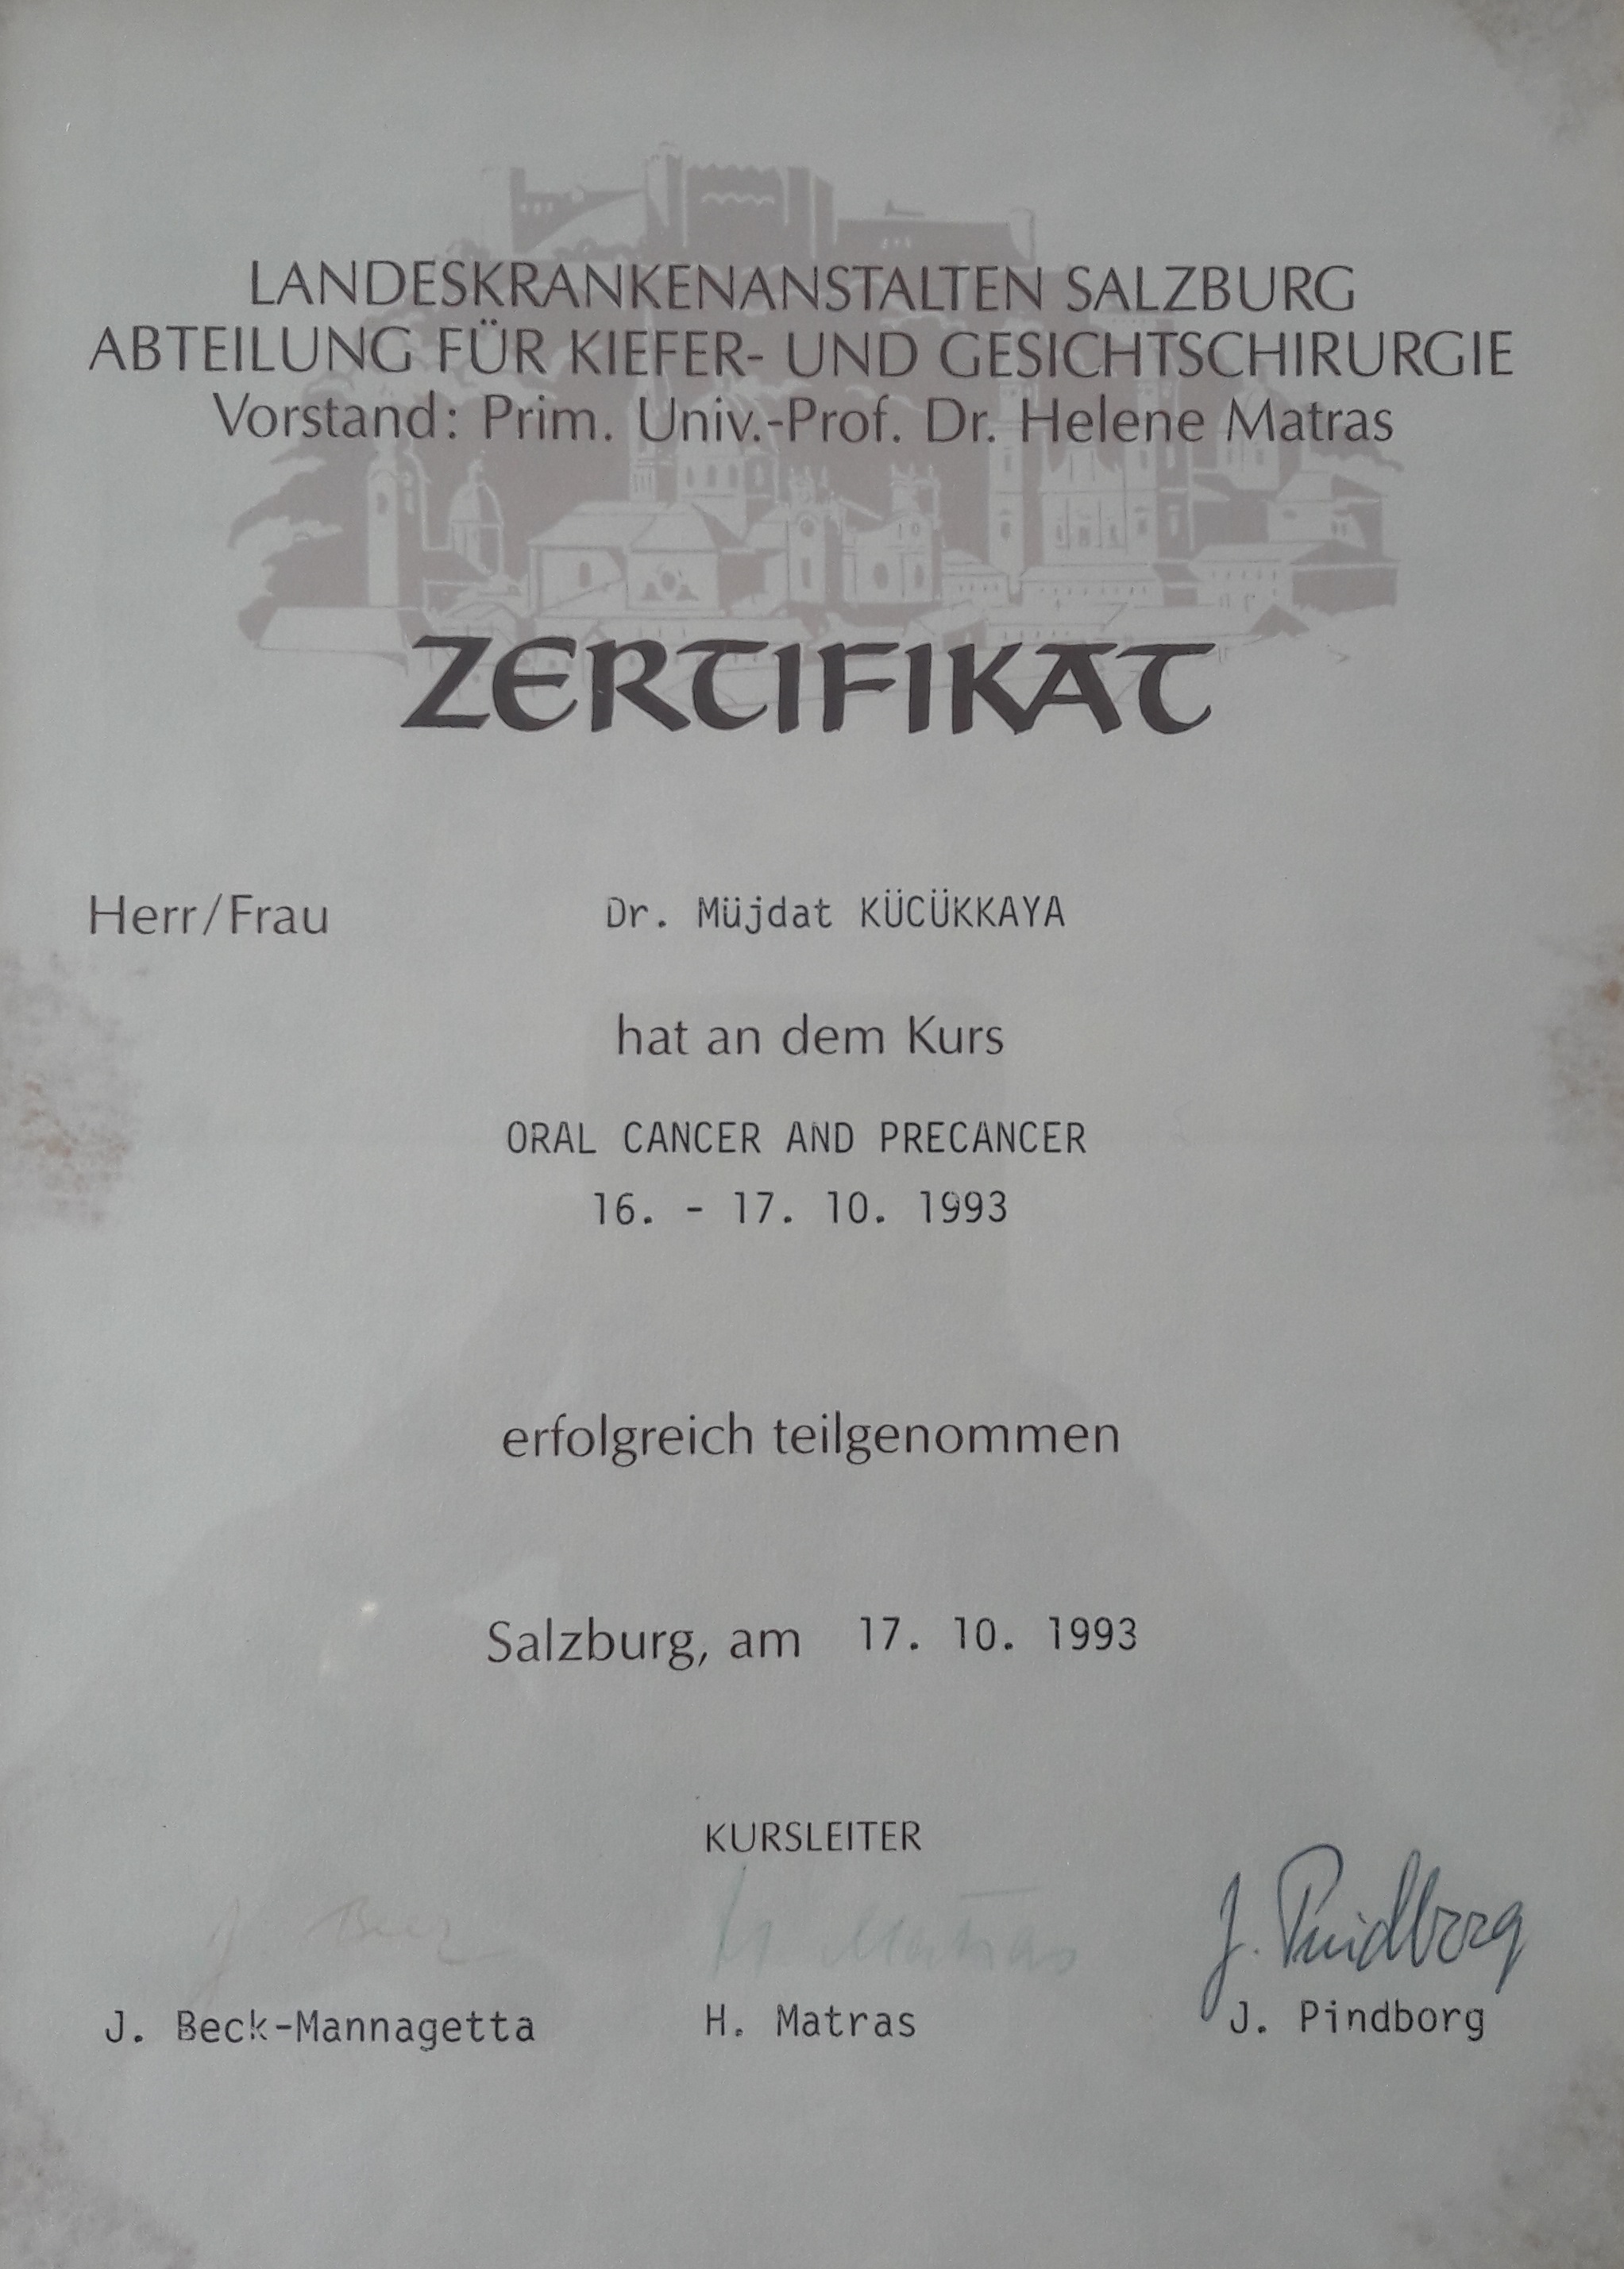 LANDESKRANKENANSTALTEN SALZBURG
ABTEILUNG FÜR KIEFER- UND GESICHTSCHIRURGIE
Vorstand: Prim. Univ.-Prof. Dr. Helene Matras
ZERTIFIKAT
Herr/Frau Dr. Müjdat KÜCÜKKAYA
hat an dem Kurs
ORAL CANCER AND PRECANCER
16. - 17. 10. 1993
erfolgreich teilgenommen
Salzburg, am 17. 10. 1993
KURSLEITER
J. Beck H. Matras J. Pindborg
J. Beck-Mannagetta H. Matras J. Pindborg